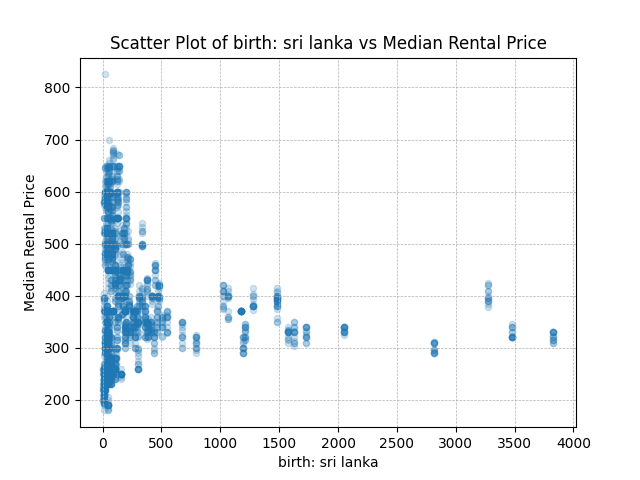 Scatter Plot of birth: sri lanka vs Median Rental Price
Median Rental Price
800
700
600
500
400
300
200
0 500 1000 1500 2000 2500 3000 3500 4000
birth: sri lanka